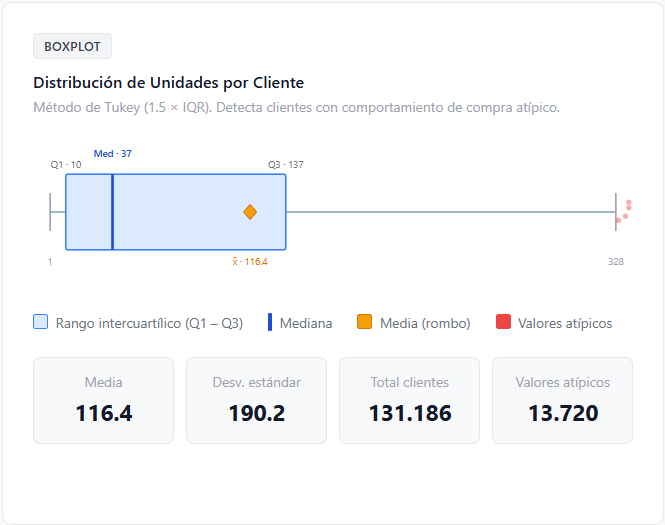 BOXPLOT
Distribución de Unidades por Cliente
Método de Tukey (1.5 × IQR). Detecta clientes con comportamiento de compra atípico.
Med · 37
Q1 · 10
Q3 · 137
1
x̄ · 116.4
328
Rango intercuartílico (Q1 – Q3)
Mediana
Media (rombo)
Valores atípicos
Media
Desv. estándar
Total clientes
Valores atípicos
116.4
190.2
131.186
13.720